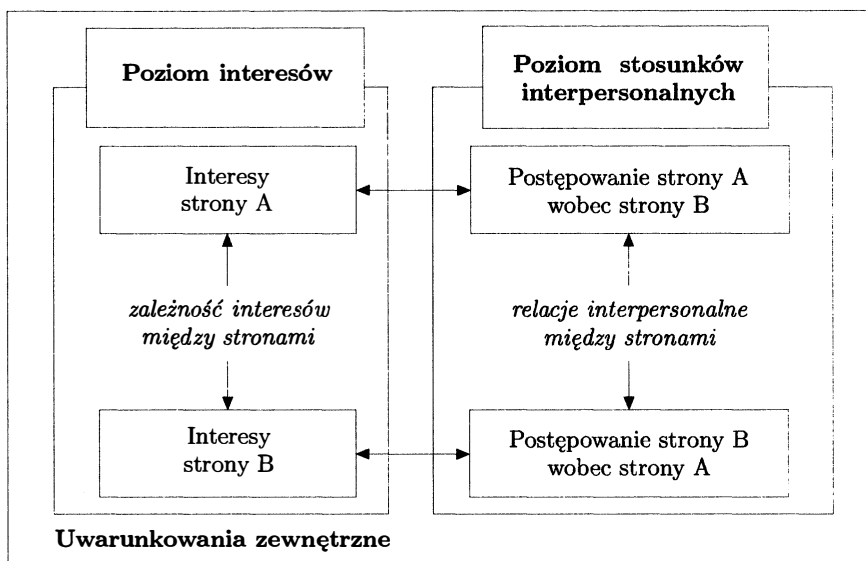 Poziom interesów
Poziom stosunków
interpersonalnych
Interesy
strony A
Postępowanie strony A
wobec strony B
zależność interesów
między stronami
relacje interpersonalne
między stronami
Interesy
strony B
Postępowanie strony B
wobec strony A
Uwarunkowania zewnętrzne